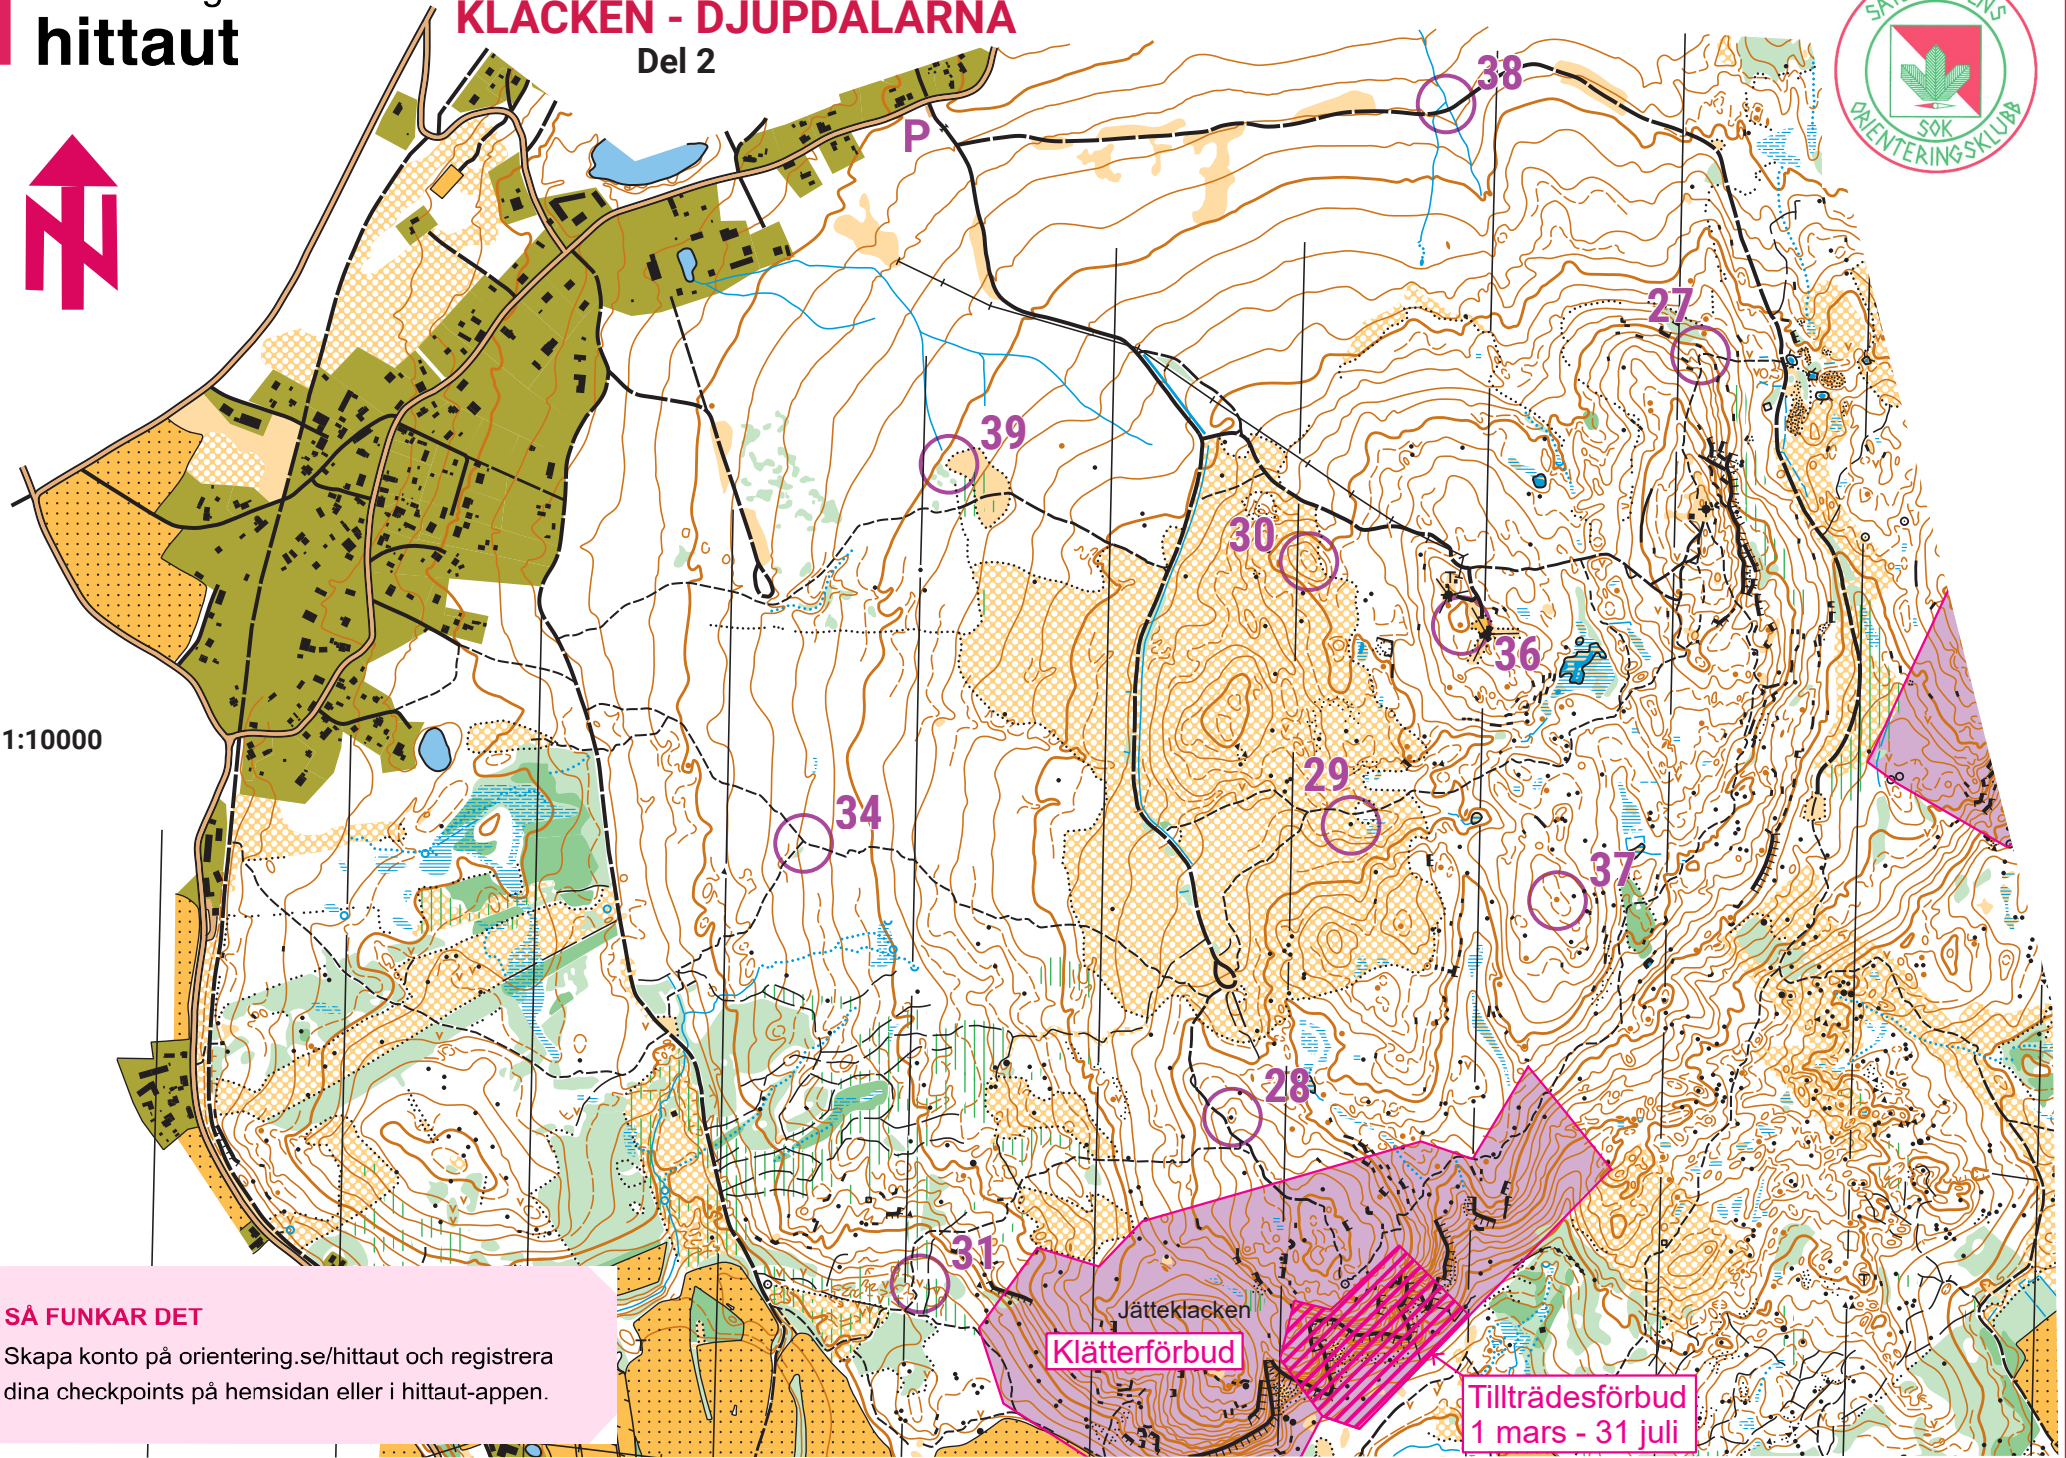 hittaut
KLACKEN - DJUPDALARNA
Del 2
SÖK
ORIENTERINGSKLUBB
38
P
27
39
30
36
1:10000
29
34
37
28
31
Jätteklacken
Klätterförbud
Tillträdesförbud
1 mars - 31 juli
SÅ FUNKAR DET
Skapa konto på orientering.se/hittaut och registrera
dina checkpoints på hemsidan eller i hittaut-appen.